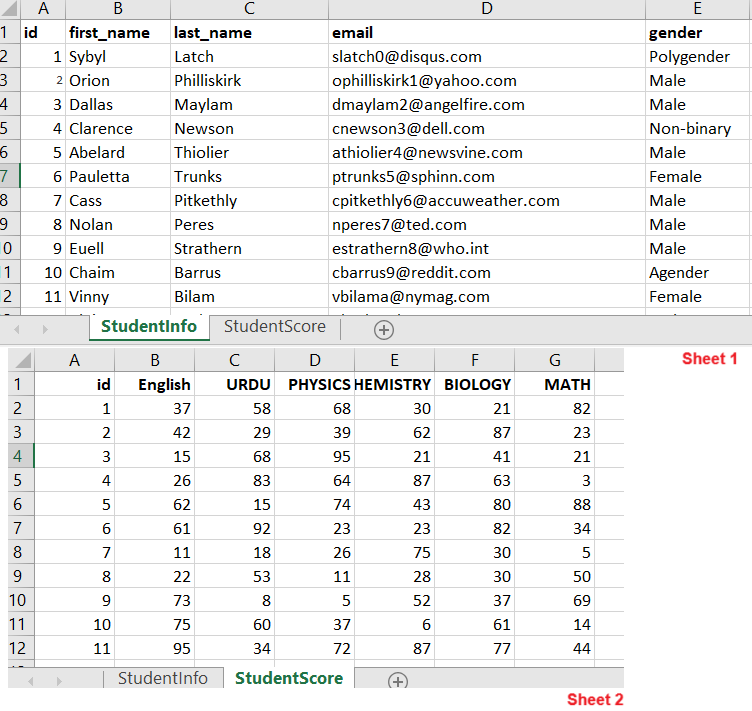 A B C D E
1 id first_name last_name email gender
2 1 Sybyl Latch slatch0@disqus.com Polygender
3 2 Orion Philliskirk ophilliskirk1@yahoo.com Male
4 3 Dallas Maylam dmaylam2@angelfire.com Male
5 4 Clarence Newson cnewson3@dell.com Non-binary
6 5 Abelard Thiolier athiolier4@newsvine.com Male
7 6 Pauletta Trunks ptrunks5@sphinn.com Female
8 7 Cass Pitkethly cpitkethly6@accuweather.com Male
9 8 Nolan Peres nperes7@ted.com Male
0 9 Euell Strathern estrathern8@who.int Male
1 10 Chaim Barrus cbarrus9@reddit.com Agender
2 11 Vinny Bilam vbilama@nymag.com Female
StudentInfo StudentScore
Sheet 1
A B C D E F G
1 id English URDU PHYSICS HEMISTRY BIOLOGY MATH
2 1 37 58 68 30 21 82
3 2 42 29 39 62 87 23
4 3 15 68 95 21 41 21
5 4 26 83 64 87 63 3
6 5 62 15 74 43 80 88
7 6 61 92 23 23 82 34
8 7 11 18 26 75 30 5
9 8 22 53 11 28 30 50
10 9 73 8 5 52 37 69
11 10 75 60 37 6 61 14
12 11 95 34 72 87 77 44
StudentInfo StudentScore
Sheet 2